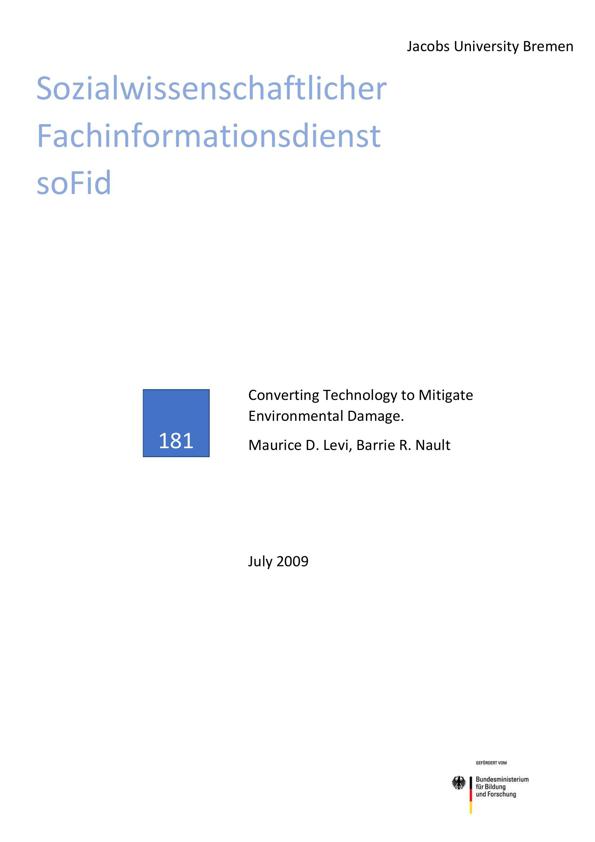 Jacobs University Bremen
Sozialwissenschaftlicher
Fachinformationsdienst
soFid
181
Converting Technology to Mitigate
Environmental Damage.
Maurice D. Levi, Barrie R. Nault
July 2009
GEFÖRDERT VOM
Bundesministerium
für Bildung
und Forschung